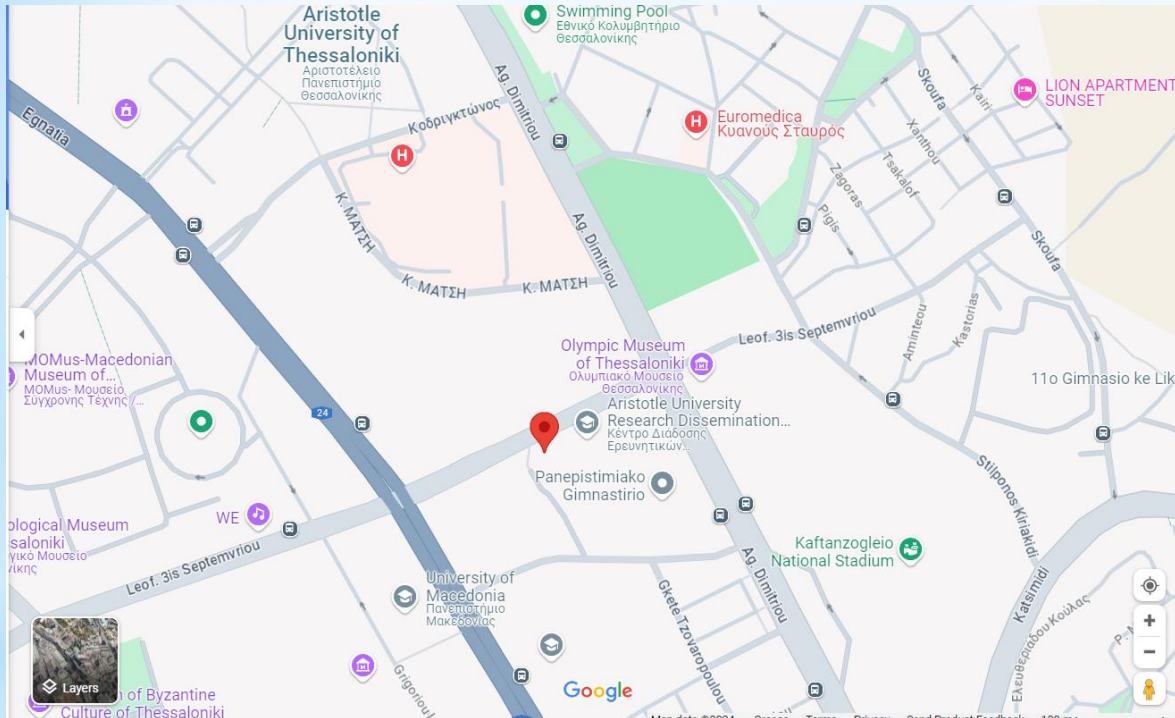 Aristotle
University of
Thessaloniki
Αριστοτέλειο
Πανεπιστήμιο
Θεσσαλονίκης
Swimming Pool
Εθνικό Κολυμβητήριο
Θεσσαλονίκης
Egnatia
Κοδριγκτώνος
Ag. Dimitriou
Euromedica
Κυανούς Σταυρός
Skoufa
Kairi
LION APARTMENT
SUNSET
Xanthou
Tsakalof
Zagoras
Pigis
Κ. ΜΑΤΣΗ
Ag. Dimitriou
Skoufa
Κ. ΜΑΤΣΗ
Κ. ΜΑΤΣΗ
Leof. 3is Septemvriou
Aminteou
Kastorias
MOMus-Macedonian
Museum of...
MOMus- Μουσείο
Σύγχρονης Τέχνης /...
24
Olympic Museum
of Thessaloniki
Ολυμπιακό Μουσείο
Θεσσαλονίκης
11ο Gimnasio ke Lik
Aristotle University
Research Dissemination...
Κέντρο Διάδοσης
Ερευνητικών...
Panepistimiako
Gimnastirio
Stilponos Kiriakidi
WE
ological Museum
saloniki
Leof. 3is Septemvriou
Kaftanzogleio
National Stadium
Ag. Dimitriou
University of
Macedonia
Πανεπιστήμιο
Μακεδονίας
Gkete Tzovaropoulou
Katsimidi
Ελευθεριάδου Κούλας
Layers
of Byzantine
Culture of Thessaloniki
Grigoriou
Google